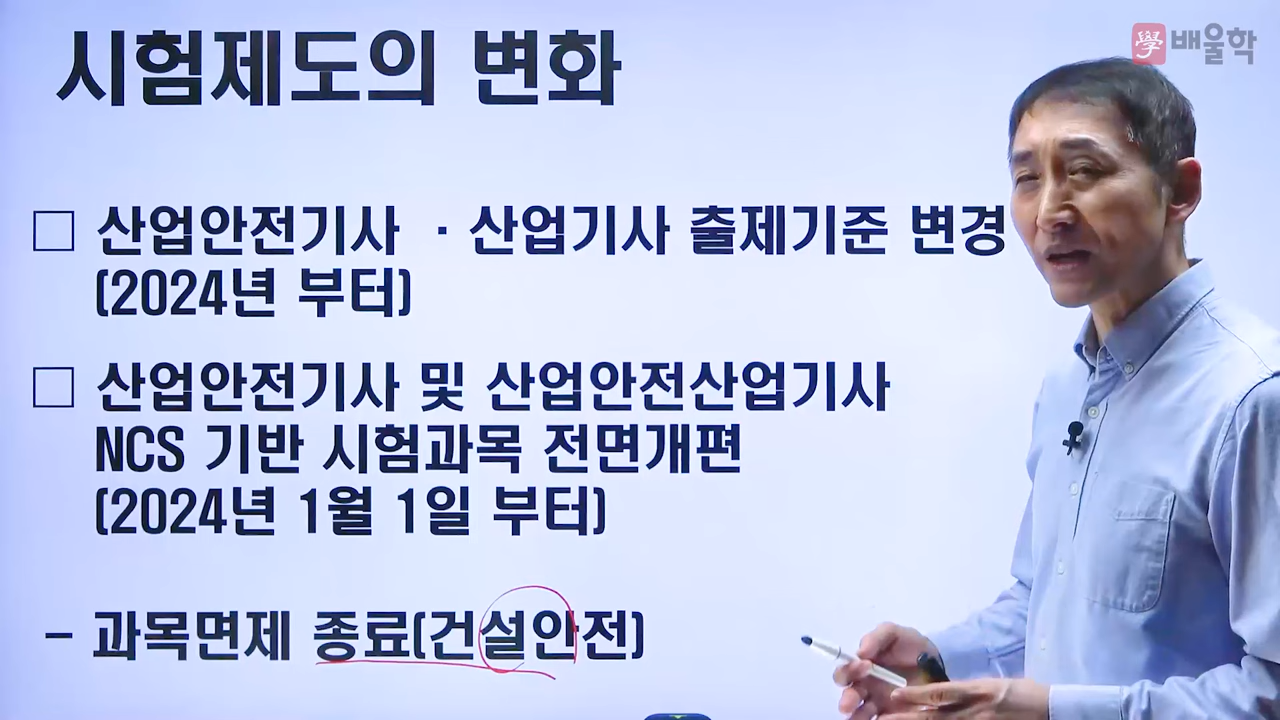 시험제도의 변화
學 배울학
□ 산업안전기사 · 산업기사 출제기준 변경
(2024년 부터)
□ 산업안전기사 및 산업안전산업기사
NCS 기반 시험과목 전면개편
(2024년 1월 1일 부터)
- 과목면제 종료(건설안전)